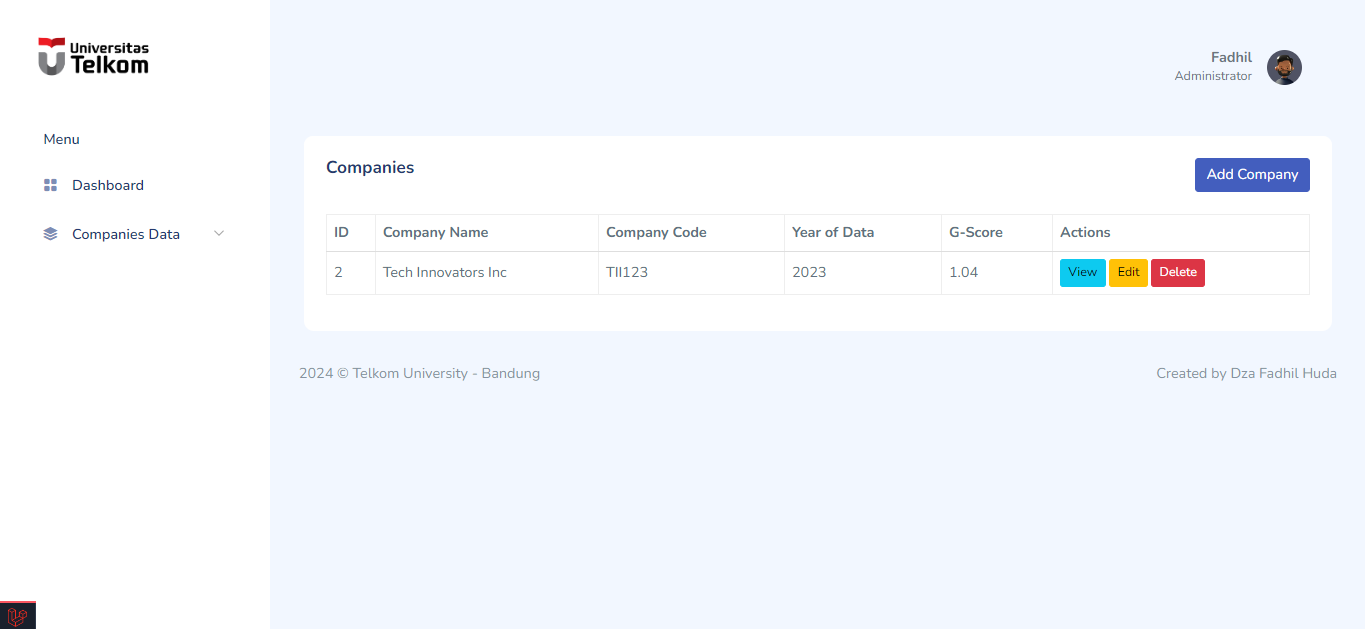 Universitas
Telkom
Fadhil
Administrator
Menu
Dashboard
Companies Data
Companies
Add Company
ID Company Name Company Code Year of Data G-Score Actions
2 Tech Innovators Inc TII123 2023 1.04 View Edit Delete
2024 © Telkom University - Bandung Created by Dza Fadhil Huda